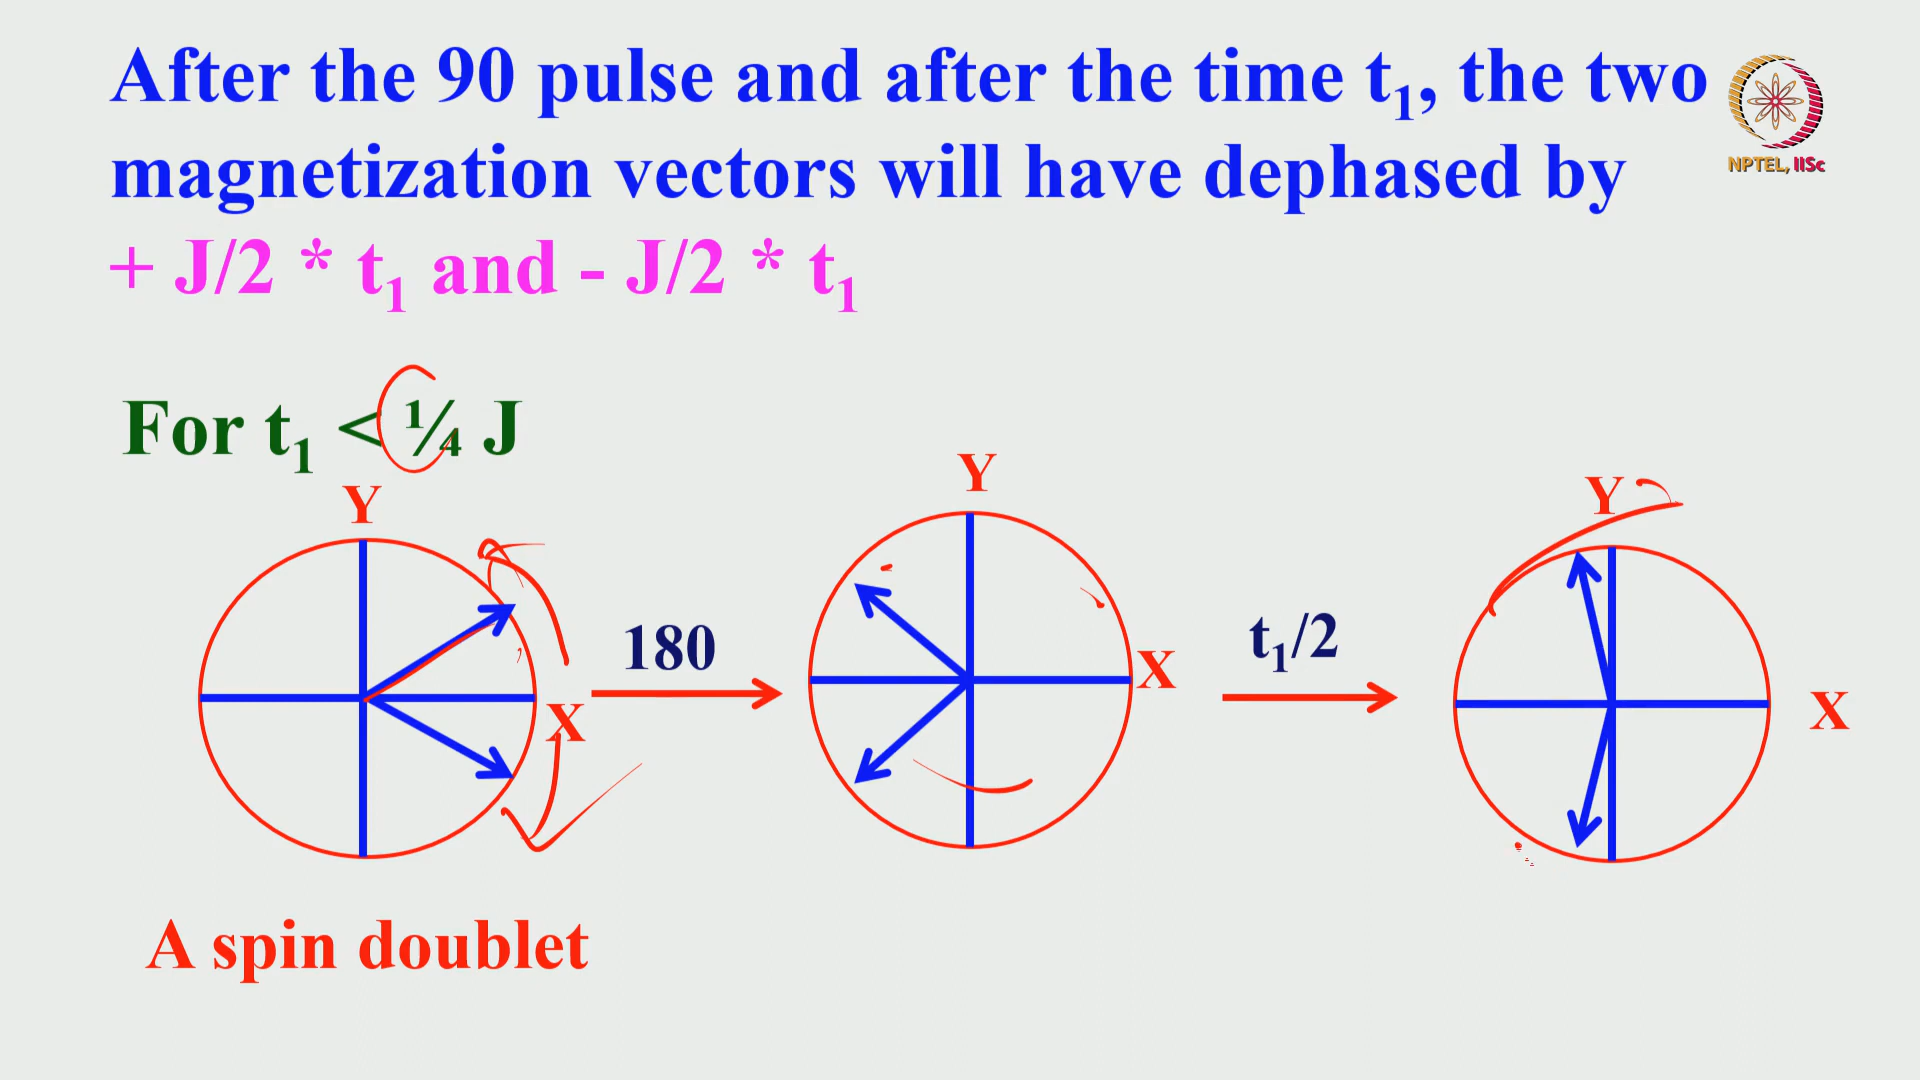 After the 90 pulse and after the time t₁, the two
magnetization vectors will have dephased by
+ J/2 * t₁ and - J/2 * t₁
NPTEL, IISc
For t₁ < ¼ J
Y
X
180
Y
X
t₁/2
Y
X
A spin doublet